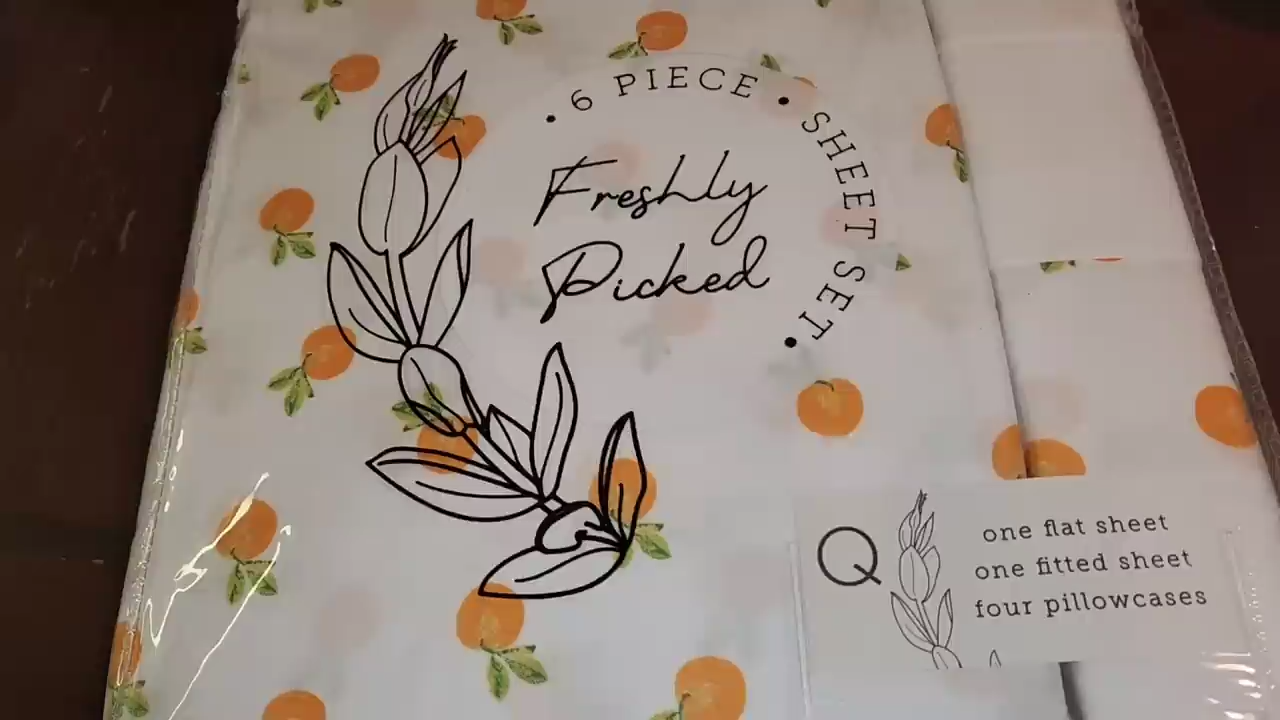 • 6 PIECE • SHEET SET •
Freshly
Picked
Q
one flat sheet
one fitted sheet
four pillowcases